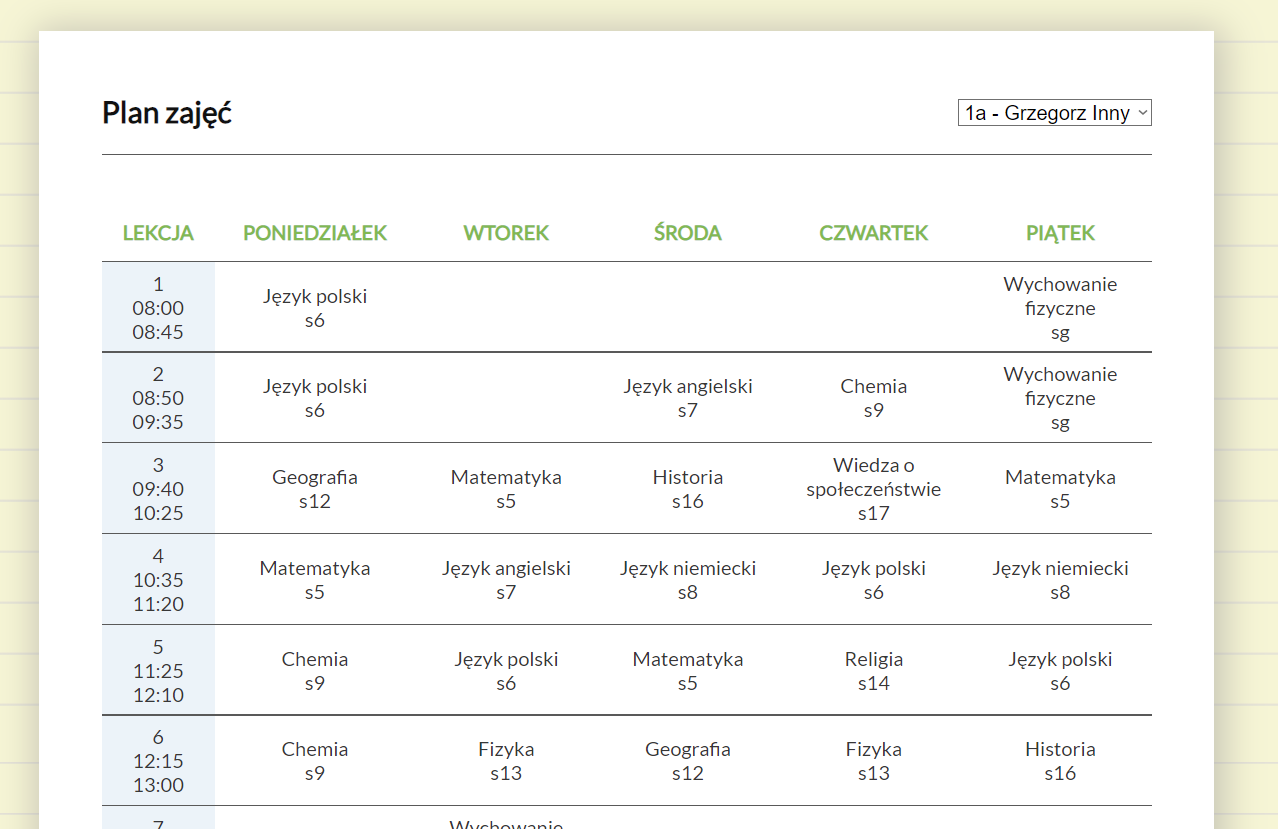 Plan zajęć
1a - Grzegorz Inny
LEKCJA PONIEDZIAŁEK WTOREK ŚRODA CZWARTEK PIĄTEK
1
08:00
08:45
Język polski
s6
Wychowanie
fizyczne
sg
2
08:50
09:35
Język polski
s6
Język angielski
s7
Chemia
s9
Wychowanie
fizyczne
sg
3
09:40
10:25
Geografia
s12
Matematyka
s5
Historia
s16
Wiedza o
społeczeństwie
s17
Matematyka
s5
4
10:35
11:20
Matematyka
s5
Język angielski
s7
Język niemiecki
s8
Język polski
s6
Język niemiecki
s8
5
11:25
12:10
Chemia
s9
Język polski
s6
Matematyka
s5
Religia
s14
Język polski
s6
6
12:15
13:00
Chemia
s9
Fizyka
s13
Geografia
s12
Fizyka
s13
Historia
s16
7
Wychowanie